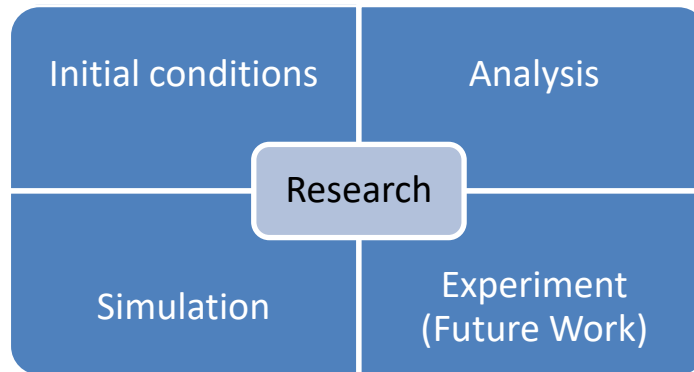 Initial conditions
Analysis
Research
Simulation
Experiment
(Future Work)